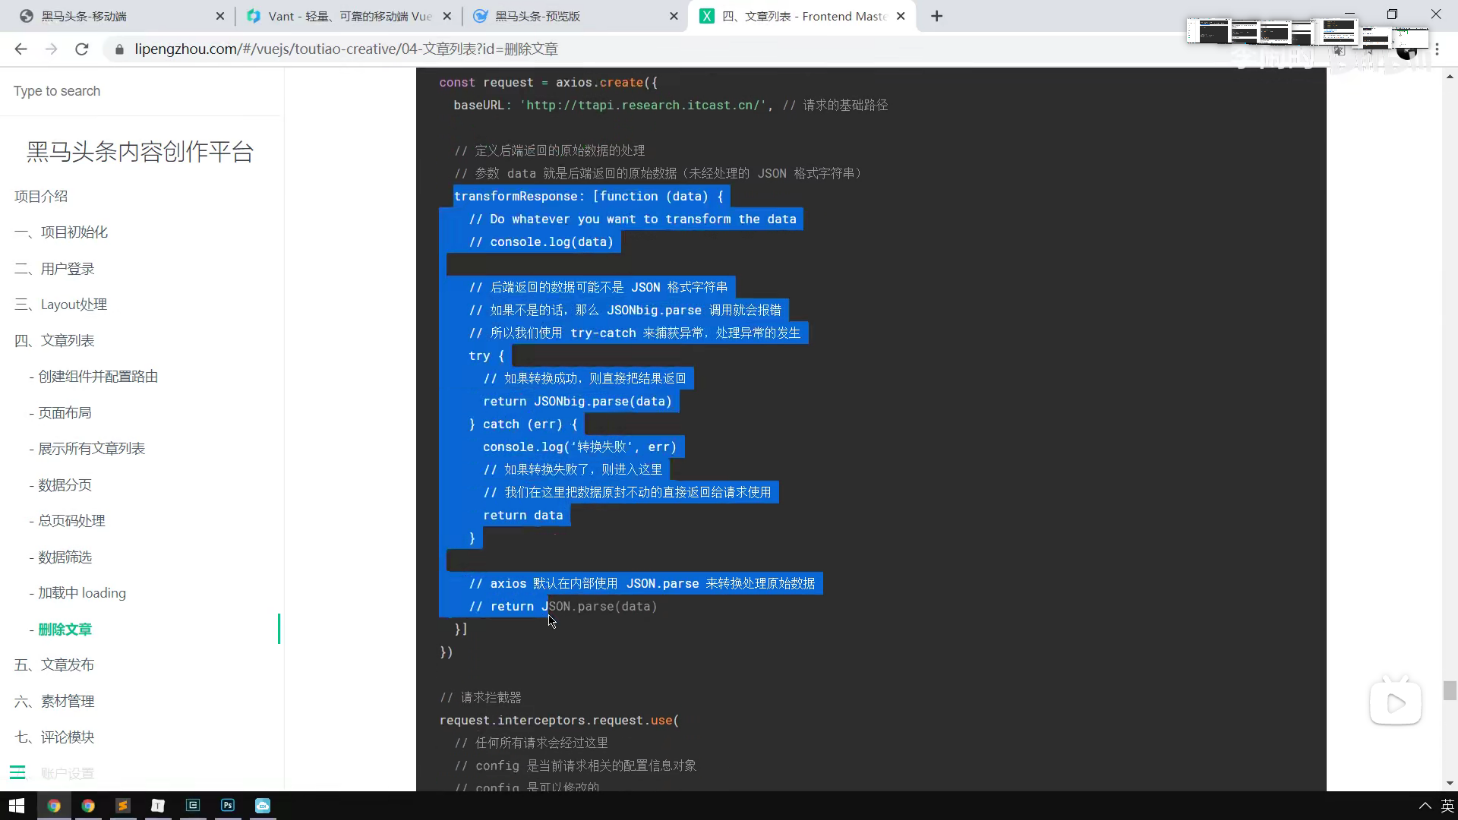 黑马头条-移动端
Vant - 轻量、可靠的移动端 Vue
黑马头条-预览版
四、文章列表 - Frontend Maste
lipengzhou.com/#/vuejs/toutiao-creative/04-文章列表?id=删除文章
Type to search
黑马头条内容创作平台
项目介绍
一、项目初始化
二、用户登录
三、Layout处理
四、文章列表
- 创建组件并配置路由
- 页面布局
- 展示所有文章列表
- 数据分页
- 总页码处理
- 数据筛选
- 加载中 loading
- 删除文章
五、文章发布
六、素材管理
七、评论模块
账户设置
const request = axios.create({
baseURL: 'http://ttapi.research.itcast.cn/', // 请求的基础路径
// 定义后端返回的原始数据的处理
// 参数 data 就是后端返回的原始数据（未经处理的 JSON 格式字符串）
transformResponse: [function (data) {
// Do whatever you want to transform the data
// console.log(data)
// 后端返回的数据可能不是 JSON 格式字符串
// 如果不是的话，那么 JSONbig.parse 调用就会报错
// 所以我们使用 try-catch 来捕获异常，处理异常的发生
try {
// 如果转换成功，则直接把结果返回
return JSONbig.parse(data)
} catch (err) {
console.log('转换失败', err)
// 如果转换失败了，则进入这里
// 我们在这里把数据原封不动的直接返回给请求使用
return data
}
// axios 默认在内部使用 JSON.parse 来转换处理原始数据
// return JSON.parse(data)
}]
})
// 请求拦截器
request.interceptors.request.use(
// 任何所有请求会经过这里
// config 是当前请求相关的配置信息对象
// config 是可以修改的
英